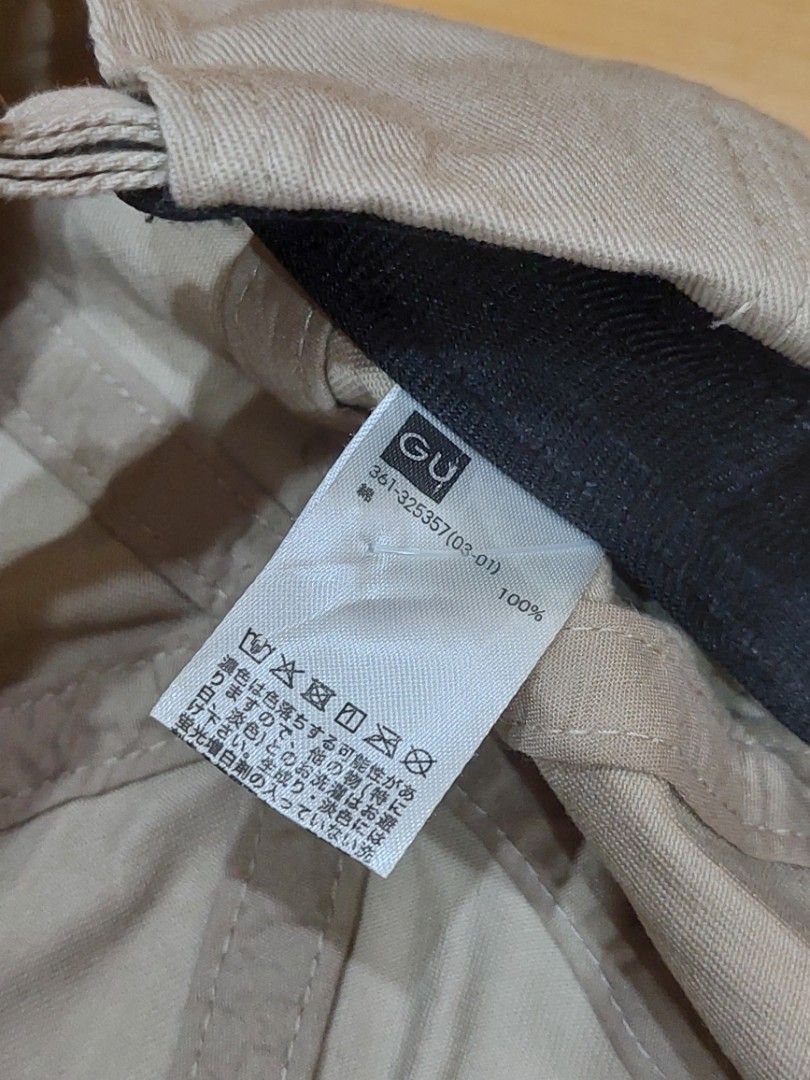 GU
361-325357(03-01)
綿 100%
濃色は色落ちする可能性があ
りますので、他の物(特に
白、淡色)とのお洗濯はお避
け下さい。生成り・淡色には
蛍光増白剤の入っていない洗